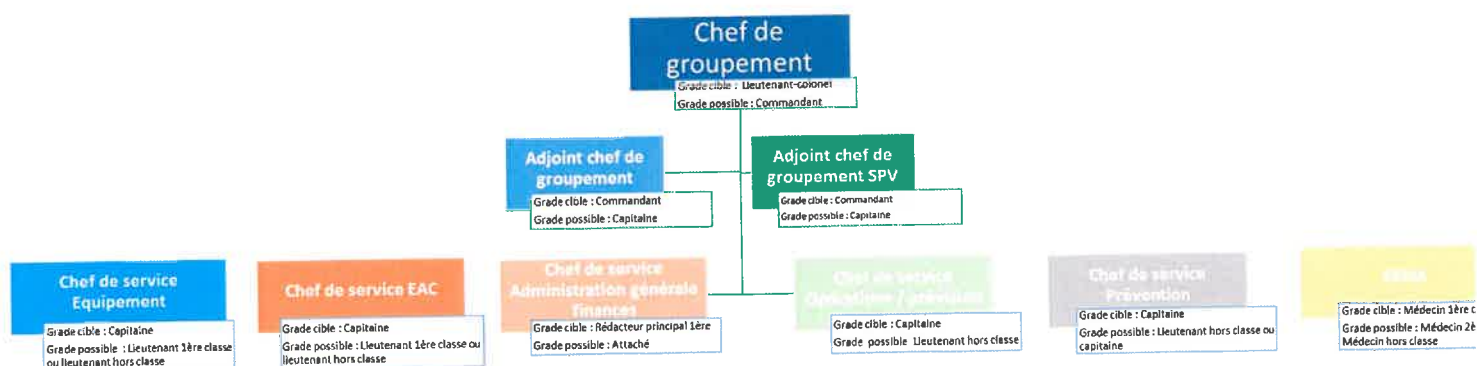 Chef de
groupement
Grade cible : Lieutenant-colonel
Grade possible : Commandant
Adjoint chef de
groupement
Grade cible : Commandant
Grade possible : Capitaine
Adjoint chef de
groupement SPV
Grade cible : Commandant
Grade possible : Capitaine
Chef de service
Equipement
Grade cible : Capitaine
Grade possible : Lieutenant 1ère classe
ou lieutenant hors classe
Chef de service EAC
Grade cible : Capitaine
Grade possible : Lieutenant 1ère classe ou
lieutenant hors classe
Chef de service
Administration générale
finances
Grade cible : Rédacteur principal 1ère
Grade possible : Attaché
Chef de service
Opérations / prévision
Grade cible : Capitaine
Grade possible Lieutenant hors classe
Chef de service
Prévention
Grade cible : Capitaine
Grade possible : Lieutenant hors classe ou
capitaine
Grade cible : Médecin 1ère c
Grade possible : Médecin 2è
Médecin hors classe